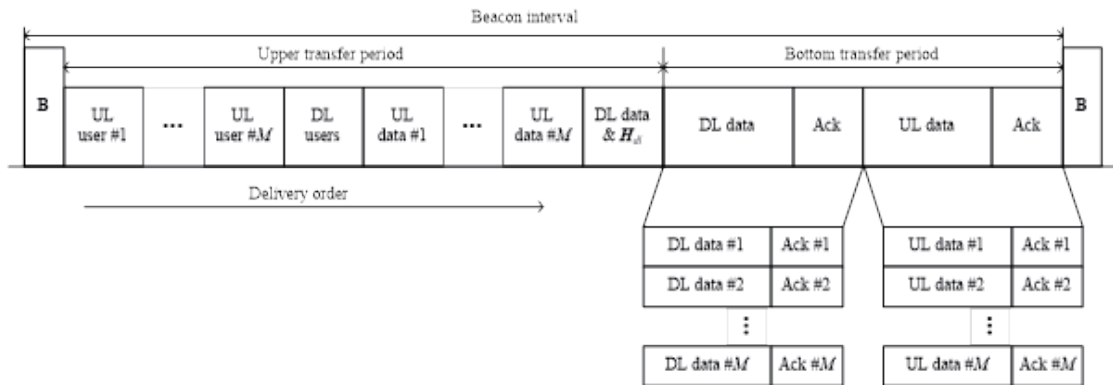 Beacon interval
Upper transfer period
Bottom transfer period
B
UL user #1
...
UL user #M
DL users
UL data #1
...
UL data #M
DL data & H_dl
DL data
Ack
UL data
Ack
B
Delivery order
DL data #1
Ack #1
UL data #1
Ack #1
DL data #2
Ack #2
UL data #2
Ack #2
DL data #M
Ack #M
UL data #M
Ack #M